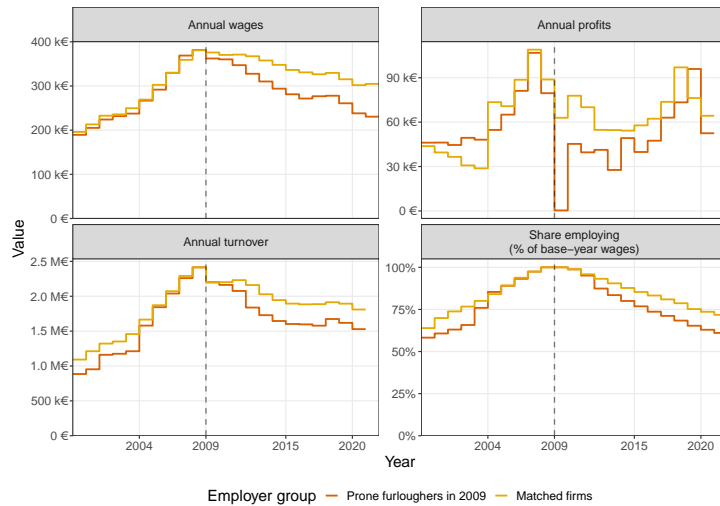 Annual wages
Annual profits
400 k€
300 k€
200 k€
100 k€
0 €
90 k€
60 k€
30 k€
0 €
Value
Annual turnover
Share employing
(% of base−year wages)
2.5 M€
2.0 M€
1.5 M€
1.0 M€
500 k€
0 €
100%
75%
50%
25%
0%
2004 2009 2015 2020
2004 2009 2015 2020
Year
Employer group Prone furloughers in 2009 Matched firms